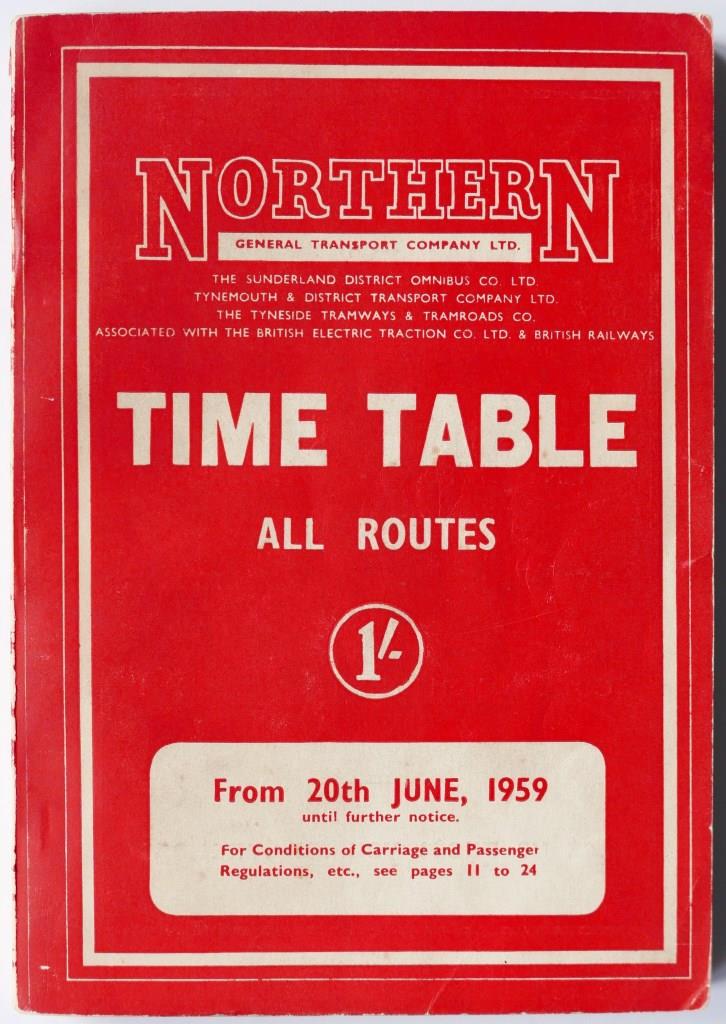 NORTHERN
GENERAL TRANSPORT COMPANY LTD.
THE SUNDERLAND DISTRICT OMNIBUS CO. LTD.
TYNEMOUTH & DISTRICT TRANSPORT COMPANY LTD.
THE TYNESIDE TRAMWAYS & TRAMROADS CO.
ASSOCIATED WITH THE BRITISH ELECTRIC TRACTION CO. LTD. & BRITISH RAILWAYS
TIME TABLE
ALL ROUTES
1/-
From 20th JUNE, 1959
until further notice.
For Conditions of Carriage and Passenger
Regulations, etc., see pages 11 to 24